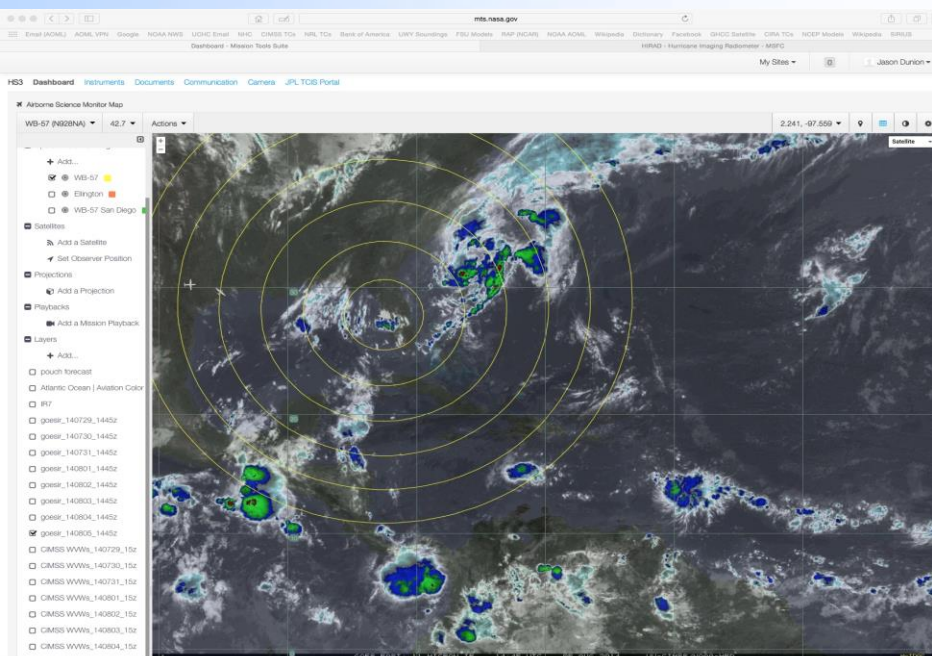 mts.nasa.gov
Email (AOML) AOML VPN Google NOAA NWS UCHC Email NHC CIMSS TCs NRL TCs Bank of America UWY Soundings FSU Models RAP (NCAR) NOAA AOML Wikipedia Dictionary Facebook GHCC Satellite CIRA TCs NCEP Models Wikipedia SIRIUS
Dashboard - Mission Tools Suite
HIRAD - Hurricane Imaging Radiometer - MSFC
My Sites
0
Jason Dunion
HS3 Dashboard Instruments Documents Communication Camera JPL TCIS Portal
Airborne Science Monitor Map
WB-57 (N928NA) 42.7 Actions
2.241, -97.559
Satellite
+ Add...
WB-57
Ellington
WB-57 San Diego
Satellites
Add a Satellite
Set Observer Position
Projections
Add a Projection
Playbacks
Add a Mission Playback
Layers
+ Add...
pouch forecast
Atlantic Ocean | Aviation Color
IR7
goesir_140729_1445z
goesir_140730_1445z
goesir_140731_1445z
goesir_140801_1445z
goesir_140802_1445z
goesir_140803_1445z
goesir_140804_1445z
goesir_140805_1445z
CIMSS WVWs_140729_15z
CIMSS WVWs_140730_15z
CIMSS WVWs_140731_15z
CIMSS WVWs_140801_15z
CIMSS WVWs_140802_15z
CIMSS WVWs_140803_15z
CIMSS WVWs_140804_15z